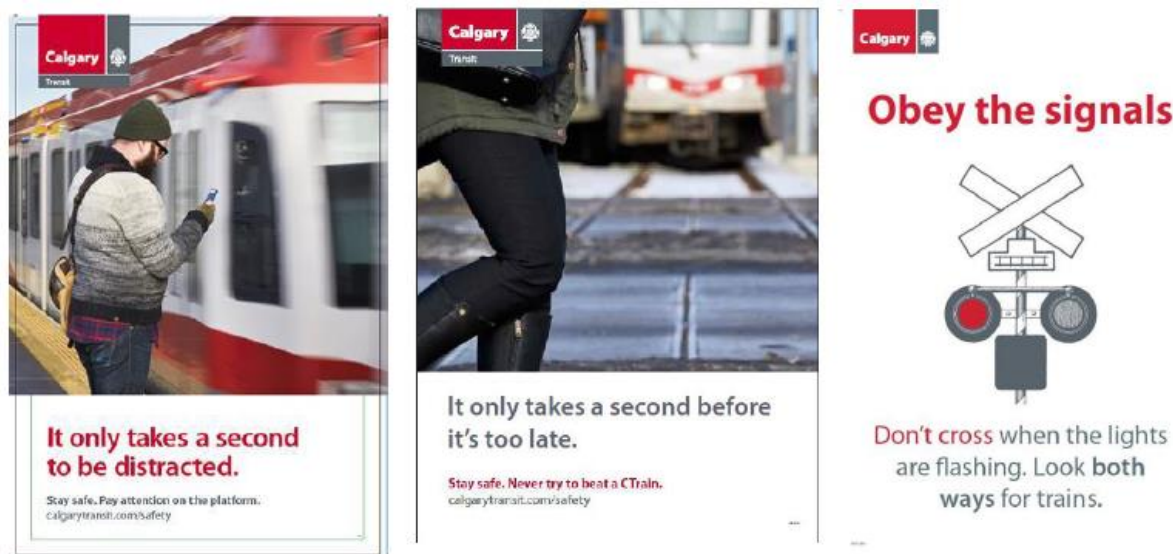 Calgary
Transit
It only takes a second
to be distracted.
Stay safe. Pay attention on the platform.
calgarytransit.com/safety
Calgary
Transit
It only takes a second before
it's too late.
Stay safe. Never try to beat a CTrain.
calgarytransit.com/safety
Calgary
Obey the signals
Don't cross when the lights
are flashing. Look both
ways for trains.